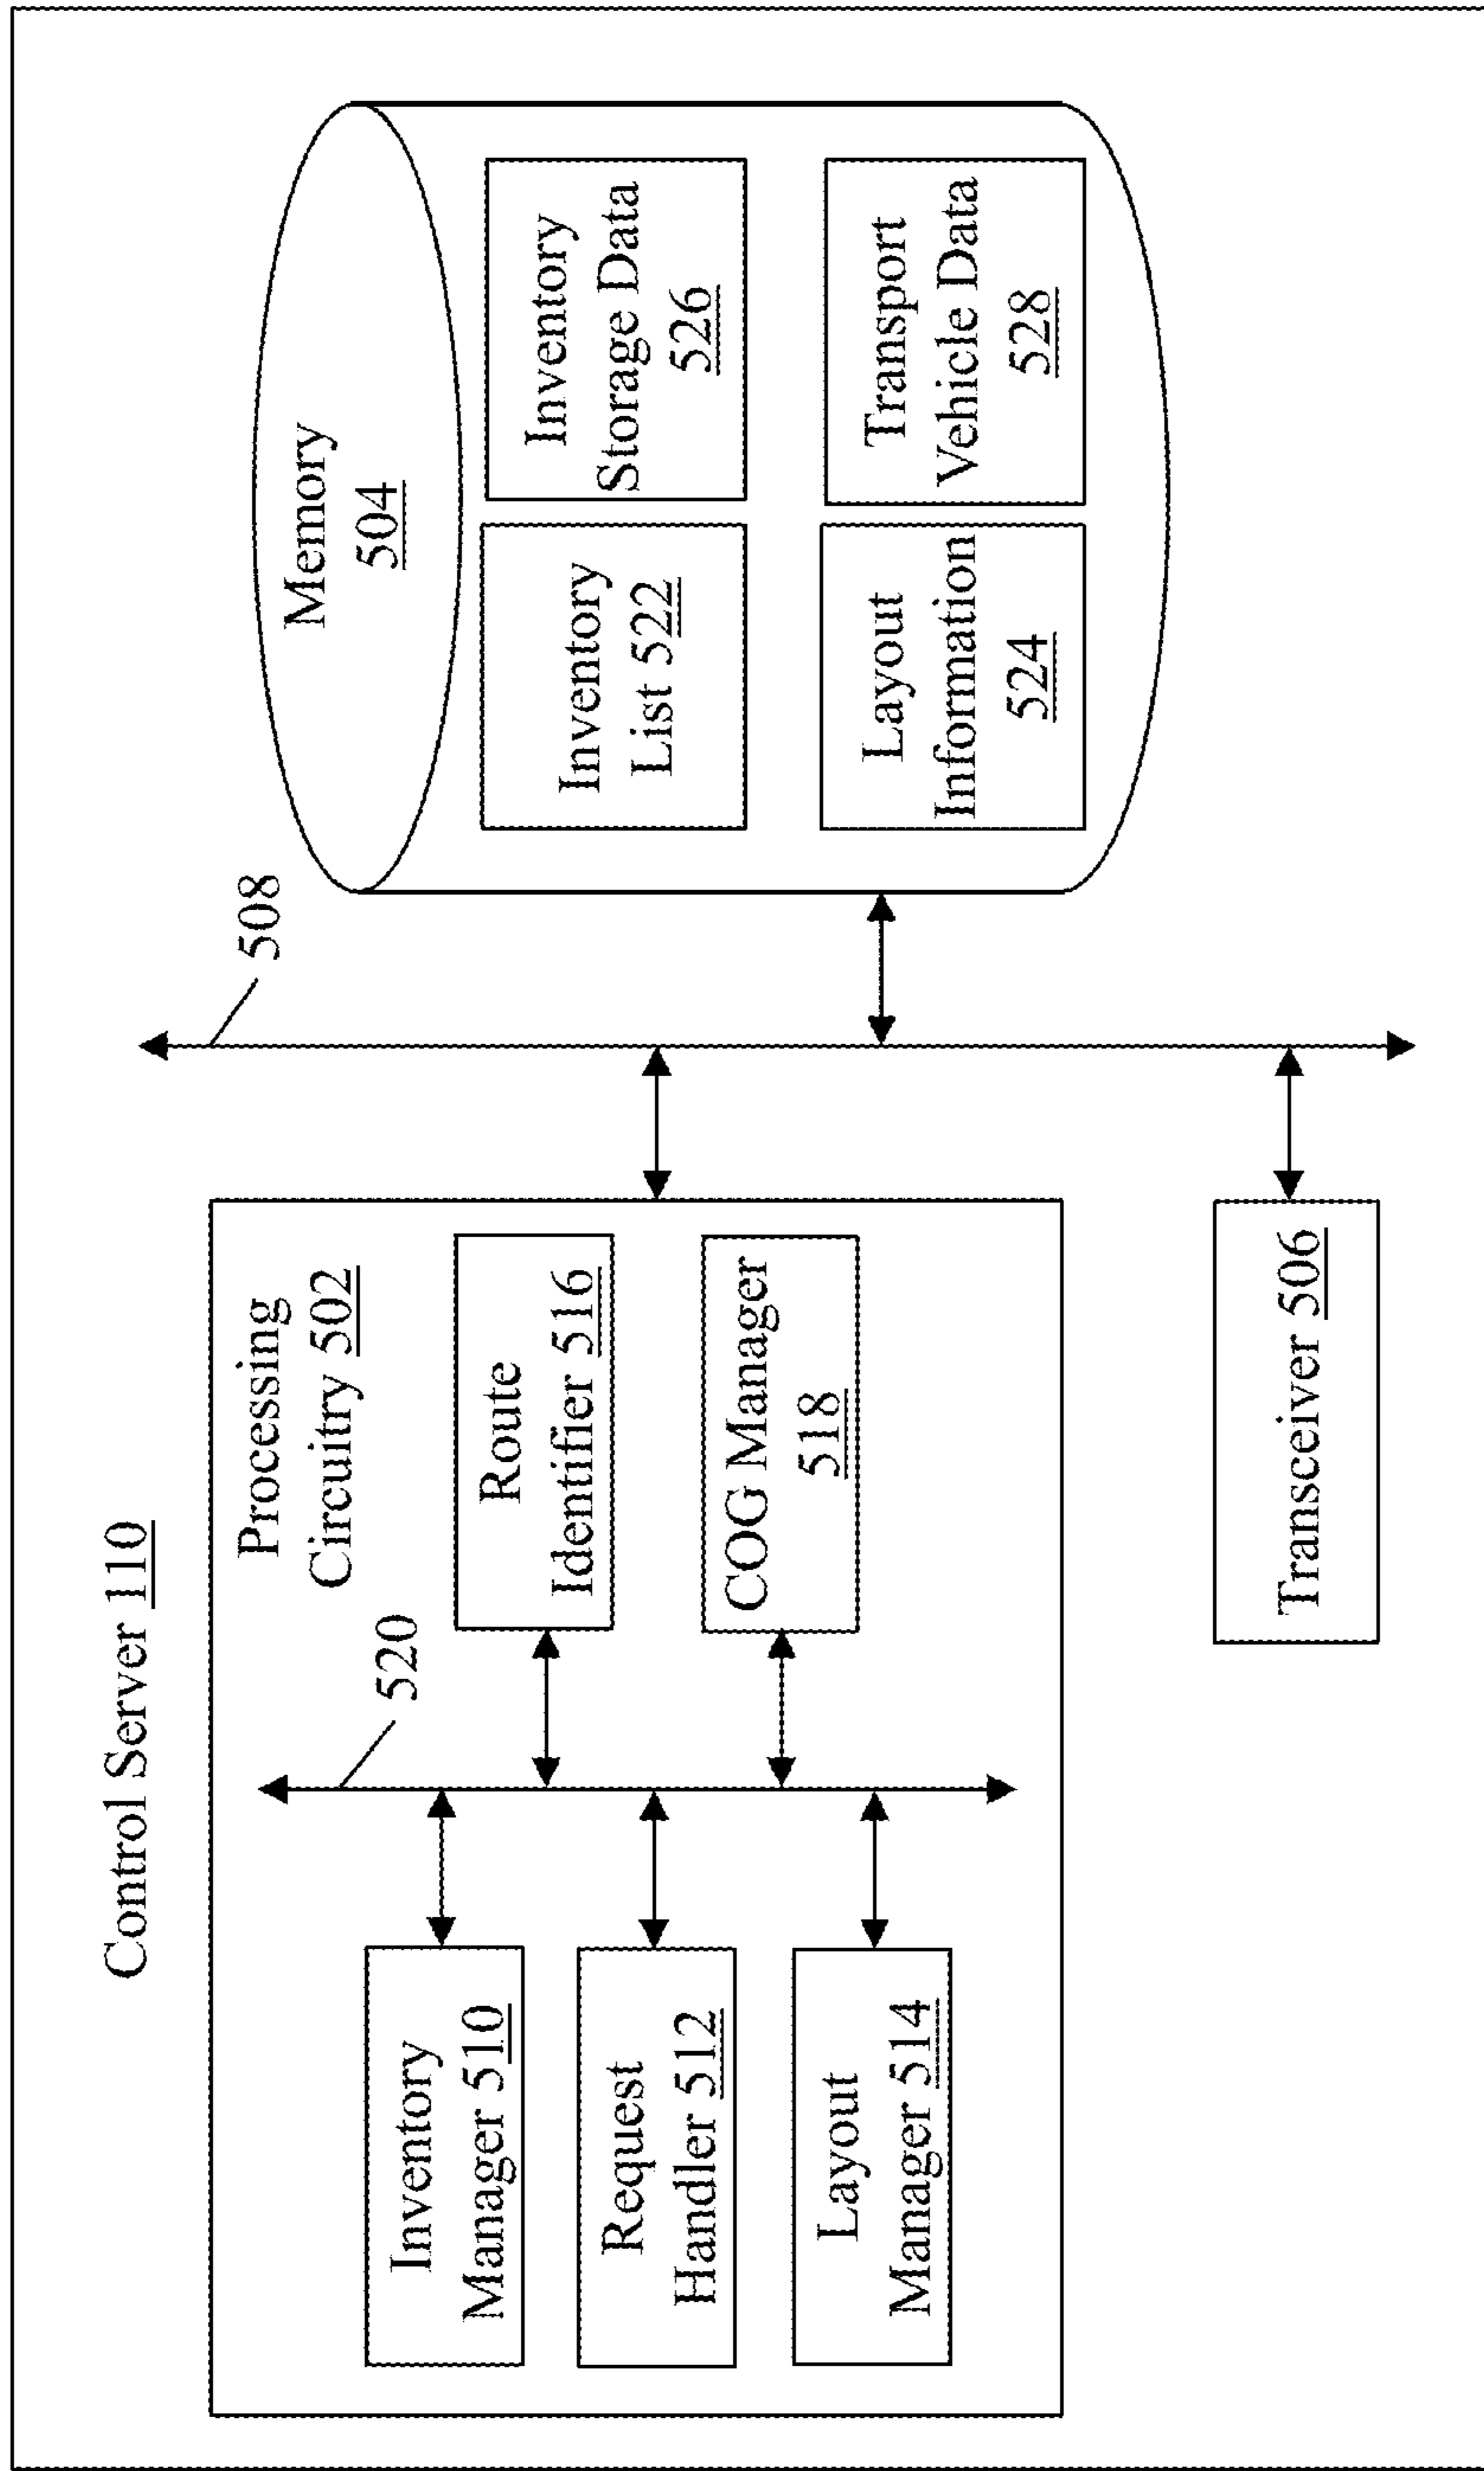 Control Server 110
Processing
Circuitry 502
520
Inventory
Manager 510
Request
Handler 512
Layout
Manager 514
Route
Identifier 516
COG Manager
518
Transceiver 506
508
Memory
504
Inventory
List 522
Inventory
Storage Data
526
Layout
Information
524
Transport
Vehicle Data
528